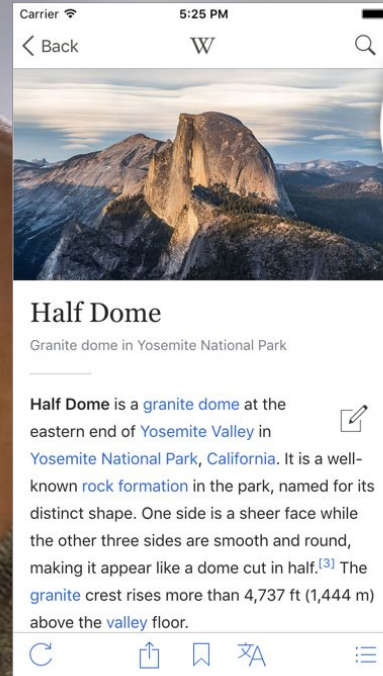 Carrier 5:25 PM
Back W
Half Dome
Granite dome in Yosemite National Park
Half Dome is a granite dome at the
eastern end of Yosemite Valley in
Yosemite National Park, California. It is a well-
known rock formation in the park, named for its
distinct shape. One side is a sheer face while
the other three sides are smooth and round,
making it appear like a dome cut in half.[3] The
granite crest rises more than 4,737 ft (1,444 m)
above the valley floor.
文A